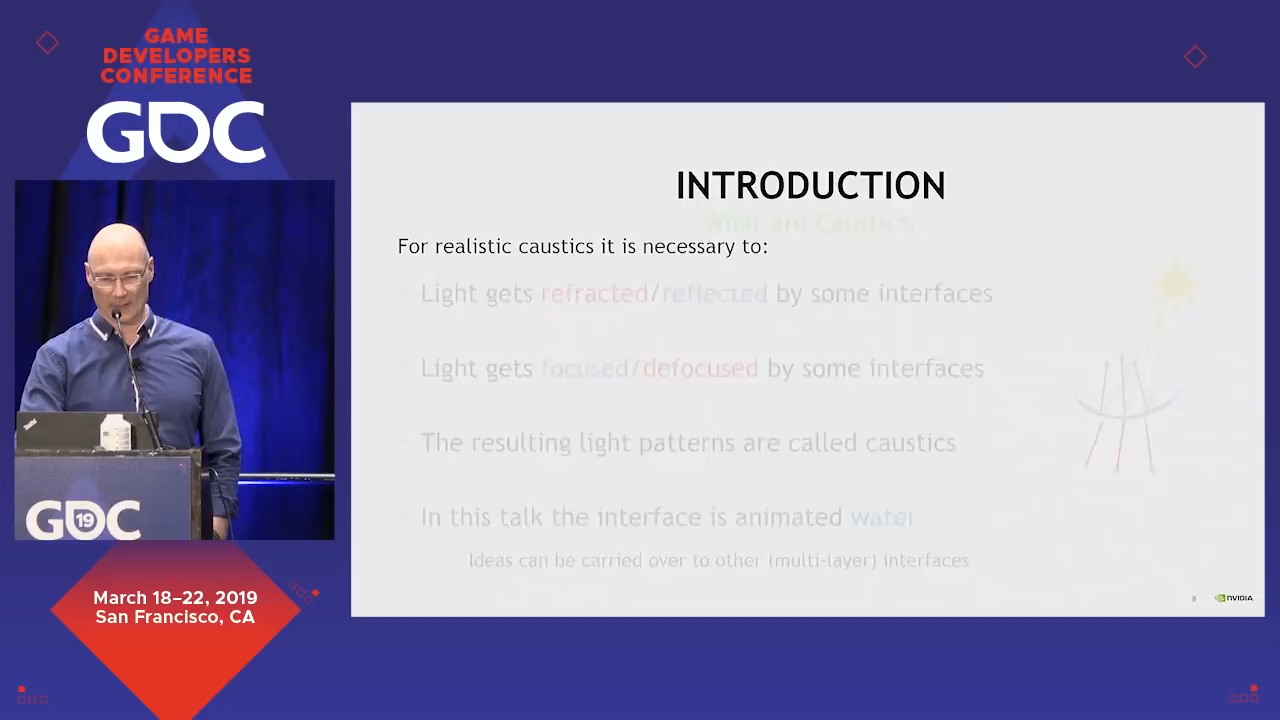 GAME
DEVELOPERS
CONFERENCE
GDC
INTRODUCTION
What are Caustics?
For realistic caustics it is necessary to:
Light gets refracted/reflected by some interfaces
Light gets focused/defocused by some interfaces
The resulting light patterns are called caustics
In this talk the interface is animated water
Ideas can be carried over to other (multi-layer) interfaces
NVIDIA
GDC
19
March 18–22, 2019
San Francisco, CA